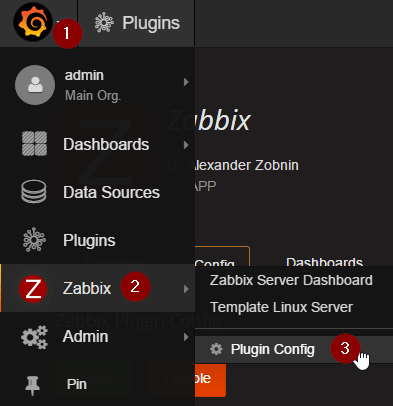 1
Plugins
admin
Main Org.
Zabbix
By Alexander Zobnin
APP
Dashboards
Data Sources
Plugins
Config
Dashboards
Z
Zabbix
2
Zabbix Server Dashboard
Template Linux Server
Zabbix Plugin Config
Admin
Plugin Config
3
Pin